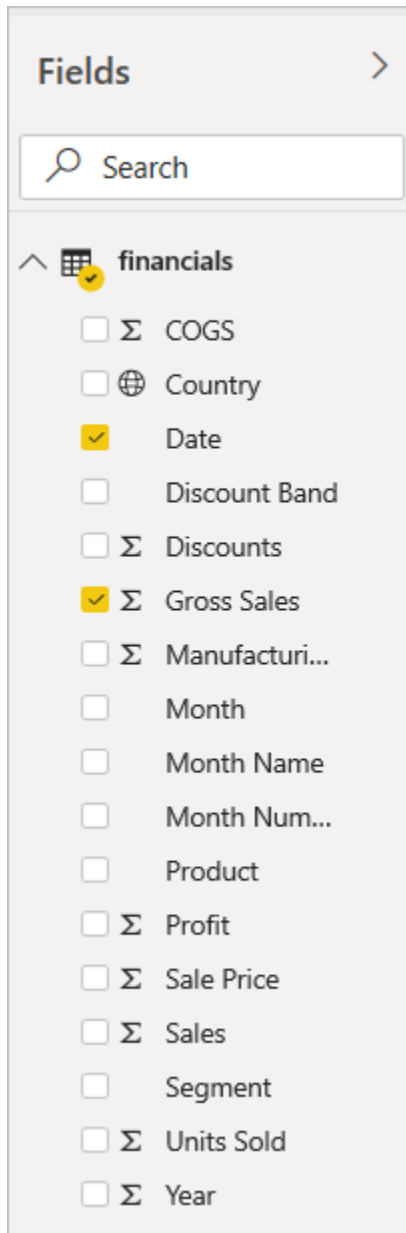 Fields
Search
financials
Σ COGS
Country
Date
Discount Band
Σ Discounts
Σ Gross Sales
Σ Manufacturi...
Month
Month Name
Month Num...
Product
Σ Profit
Σ Sale Price
Σ Sales
Segment
Σ Units Sold
Σ Year